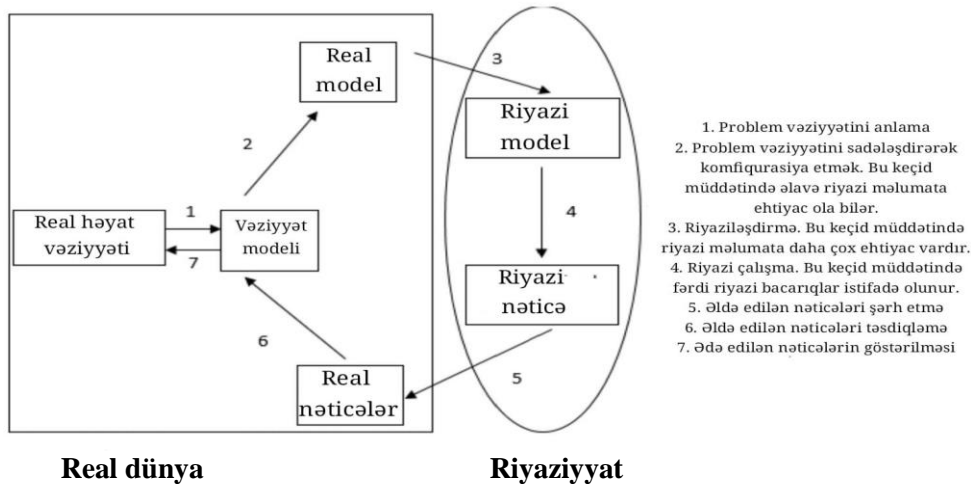 Real
model
3
Riyazi
model
2
4
Real həyat
vəziyyəti
1
7
Vəziyyət
modeli
Riyazi
nəticə
6
5
Real
nəticələr
1. Problem vəziyyətini anlama
2. Problem vəziyyətini sadələşdirərək
komfiqurasiya etmək. Bu keçid
müddətində əlavə riyazi məlumata
ehtiyac ola bilər.
3. Riyaziləşdirmə. Bu keçid müddətində
riyazi məlumata daha çox ehtiyac vardır.
4. Riyazi çalışma. Bu keçid müddətində
fərdi riyazi bacarıqlar istifadə olunur.
5. Əldə edilən nəticələri şərh etmə
6. Əldə edilən nəticələri təsdiqləmə
7. Ədə edilən nəticələrin göstərilməsi
Real dünya
Riyaziyyat